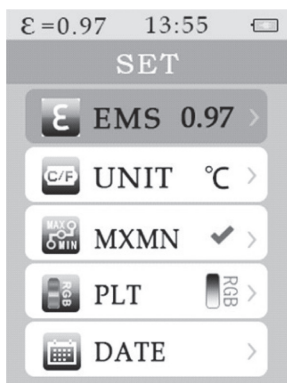 ε=0.97 13:55
SET
ε EMS 0.97
C/F UNIT ℃
MAX MIN MXMN
RGB PLT RGB
DATE